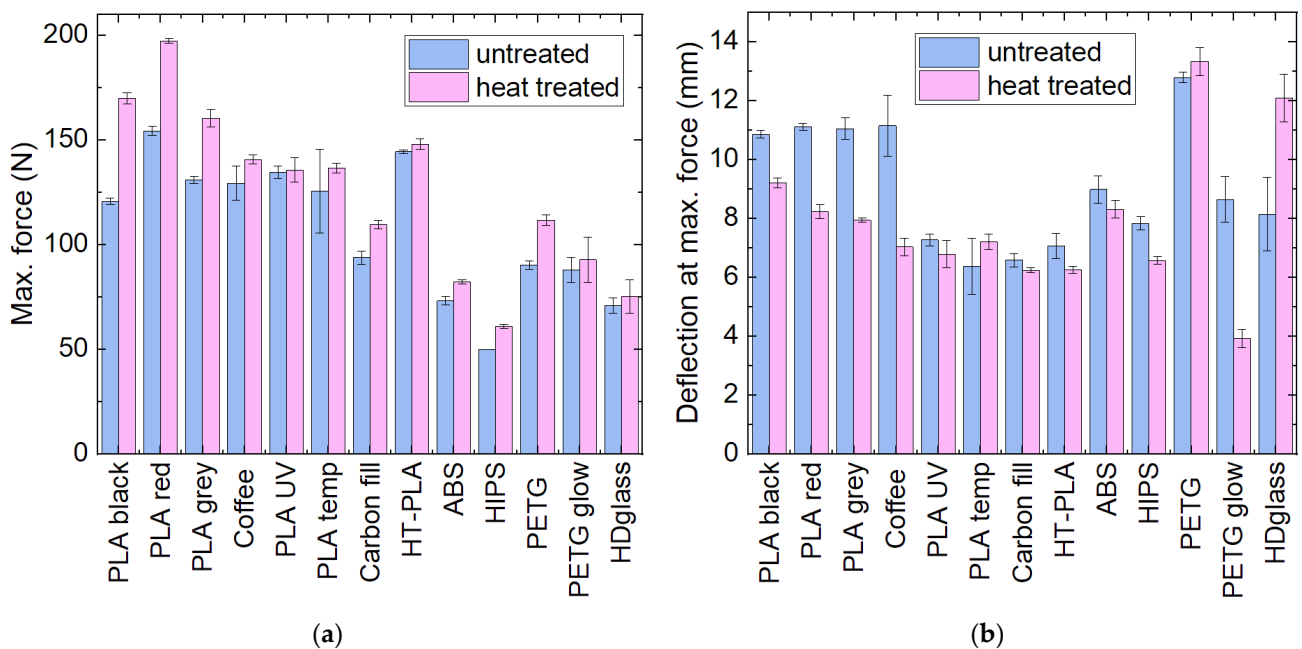 Max. force (N)
200
150
100
50
0
untreated
heat treated
PLA black
PLA red
PLA grey
Coffee
PLA UV
PLA temp
Carbon fill
HT-PLA
ABS
HIPS
PETG
PETG glow
HDglass
(a)
Deflection at max. force (mm)
14
12
10
8
6
4
2
0
untreated
heat treated
PLA black
PLA red
PLA grey
Coffee
PLA UV
PLA temp
Carbon fill
HT-PLA
ABS
HIPS
PETG
PETG glow
HDglass
(b)